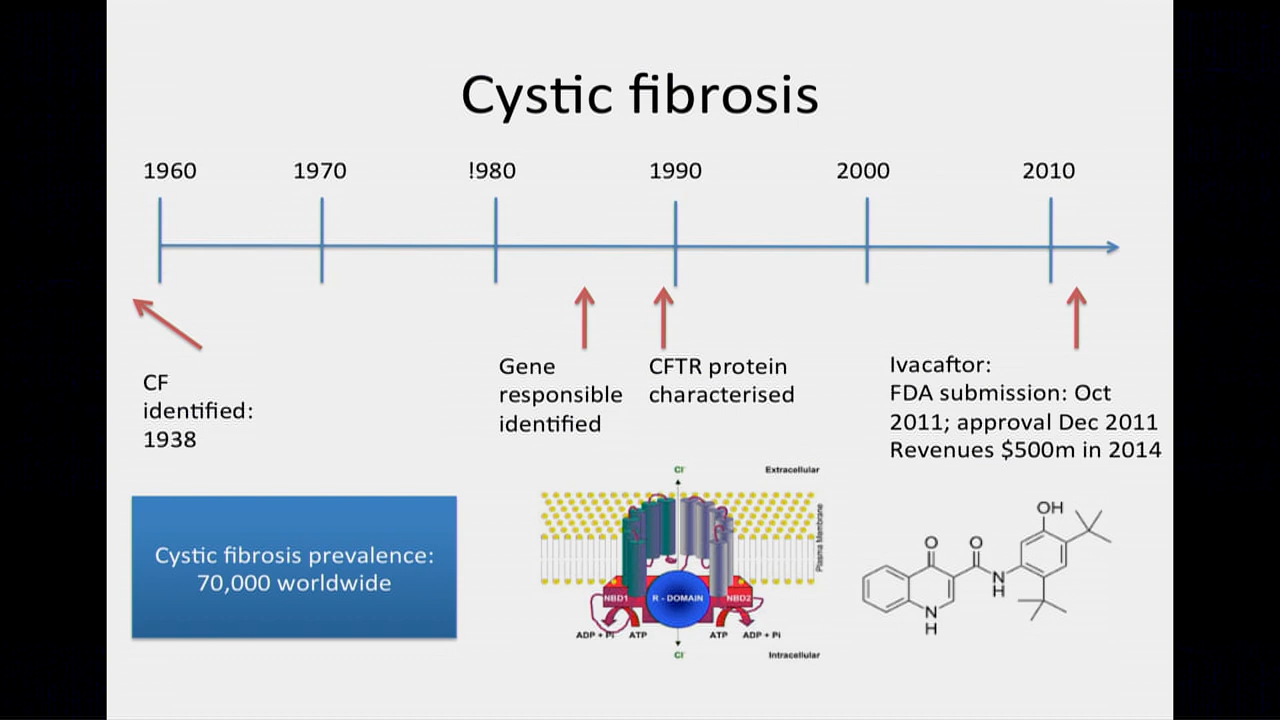 Cystic fibrosis
1960 1970 !980 1990 2000 2010
CF
identified:
1938
Gene
responsible
identified
CFTR protein
characterised
Ivacaftor:
FDA submission: Oct
2011; approval Dec 2011
Revenues $500m in 2014
Cystic fibrosis prevalence:
70,000 worldwide
Cl⁻
Extracellular
Plasma Membrane
NBD1
R - DOMAIN
NBD2
ADP + Pi ATP ATP ADP + Pi
Cl⁻
Intracellular
OH
O O
N
H
N
H